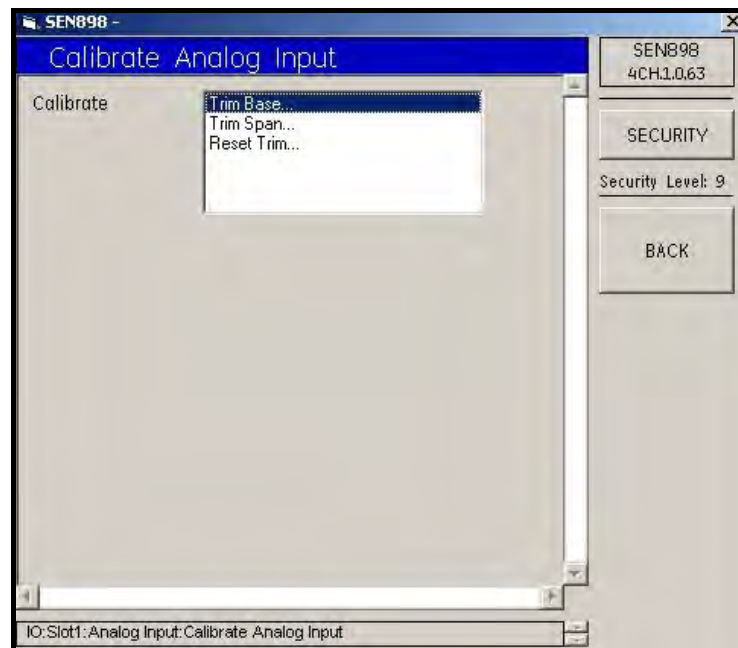 SEN898 -
Calibrate Analog Input
Calibrate
Trim Base...
Trim Span...
Reset Trim...
SEN898
4CH.1.0.63
SECURITY
Security Level: 9
BACK
IO:Slot1:Analog Input:Calibrate Analog Input